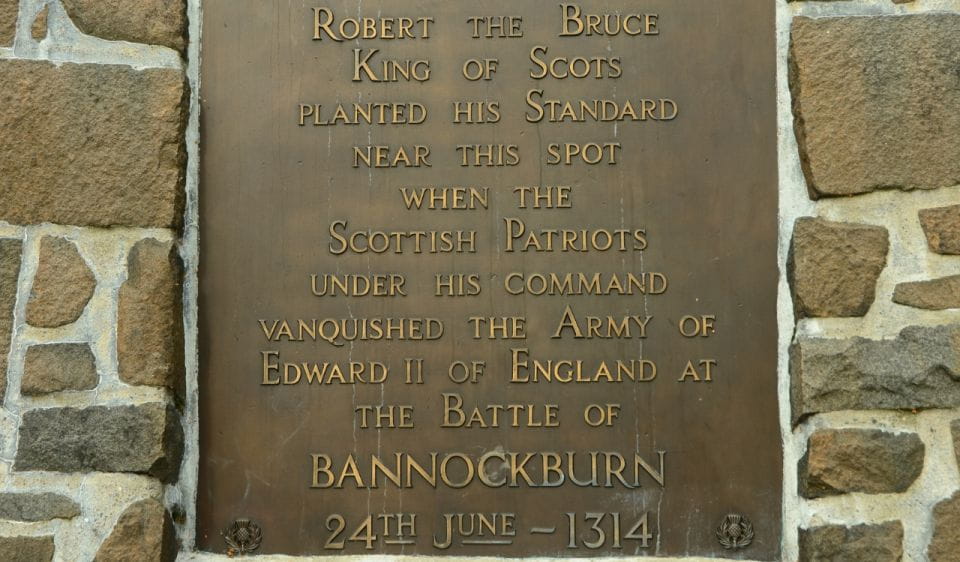 Robert the Bruce
King of Scots
planted his Standard
near this spot
when the
Scottish Patriots
under his command
vanquished the Army of
Edward II of England at
the Battle of
BANNOCKBURN
24TH June – 1314